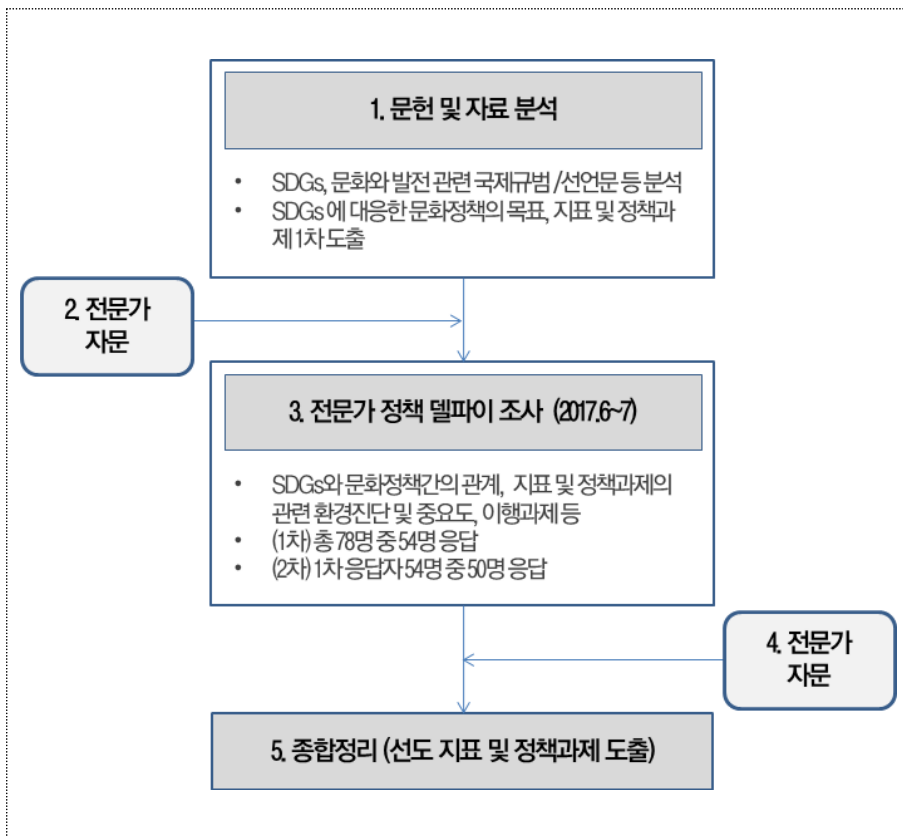 1. 문헌 및 자료 분석
• SDGs, 문화와 발전 관련 국제규범 /선언문 등 분석
• SDGs 에 대응한 문화정책의 목표, 지표 및 정책과
제 1차 도출
2. 전문가
자문
3. 전문가 정책 델파이 조사 (2017.6~7)
• SDGs와 문화정책간의 관계, 지표 및 정책과제의
관련 환경진단 및 중요도, 이행과제 등
• (1차) 총 78명 중 54명 응답
• (2차) 1차 응답자 54명 중 50명 응답
4. 전문가
자문
5. 종합정리 (선도 지표 및 정책과제 도출)